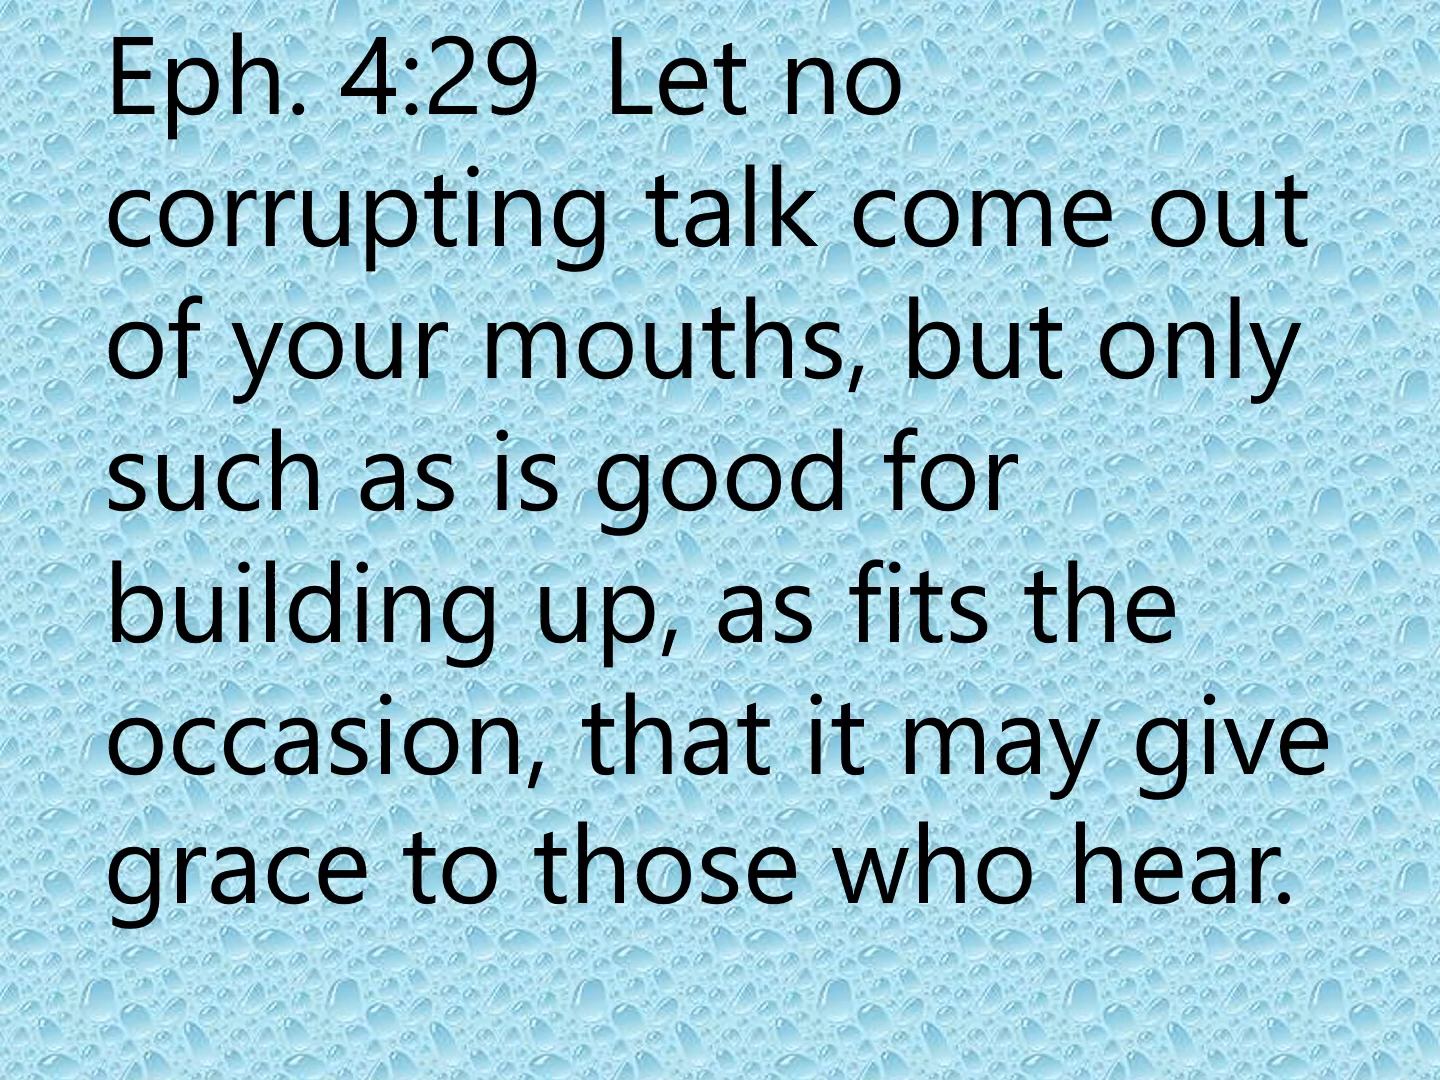 Eph. 4:29  Let no
corrupting talk come out
of your mouths, but only
such as is good for
building up, as fits the
occasion, that it may give
grace to those who hear.